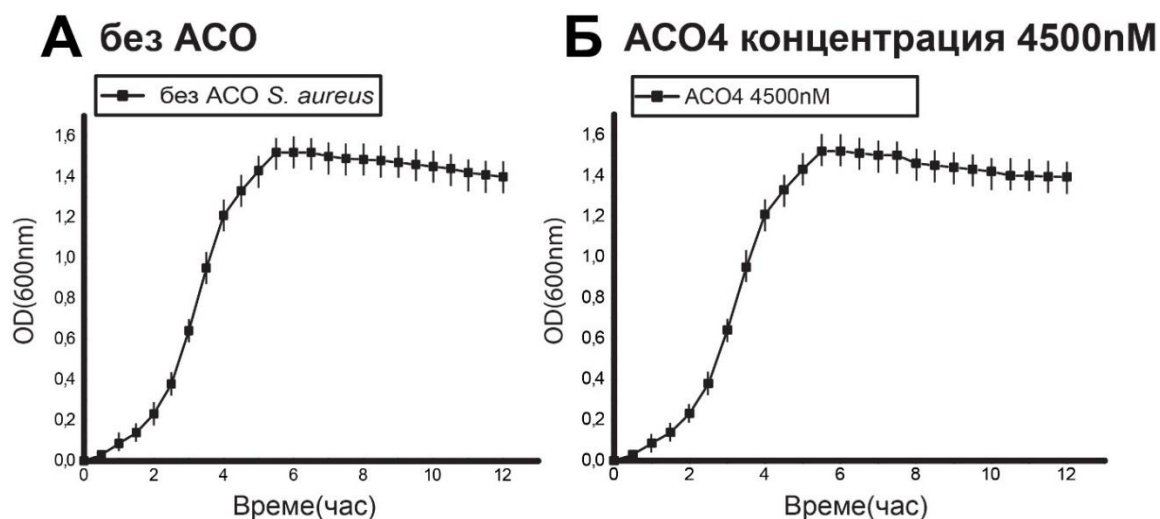 А без АСО
без АСО S. aureus
OD(600nm)
1,6
1,4
1,2
1,0
0,8
0,6
0,4
0,2
0,0
0 2 4 6 8 10 12
Време(час)
Б АСО4 концентрация 4500nM
АСО4 4500nM
OD(600nm)
1,6
1,4
1,2
1,0
0,8
0,6
0,4
0,2
0,0
0 2 4 6 8 10 12
Време(час)